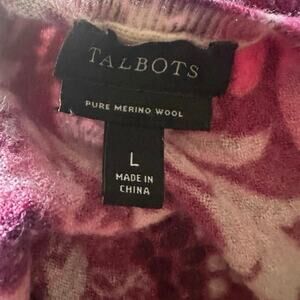 TALBOTS
PURE MERINO WOOL
L
MADE IN
CHINA